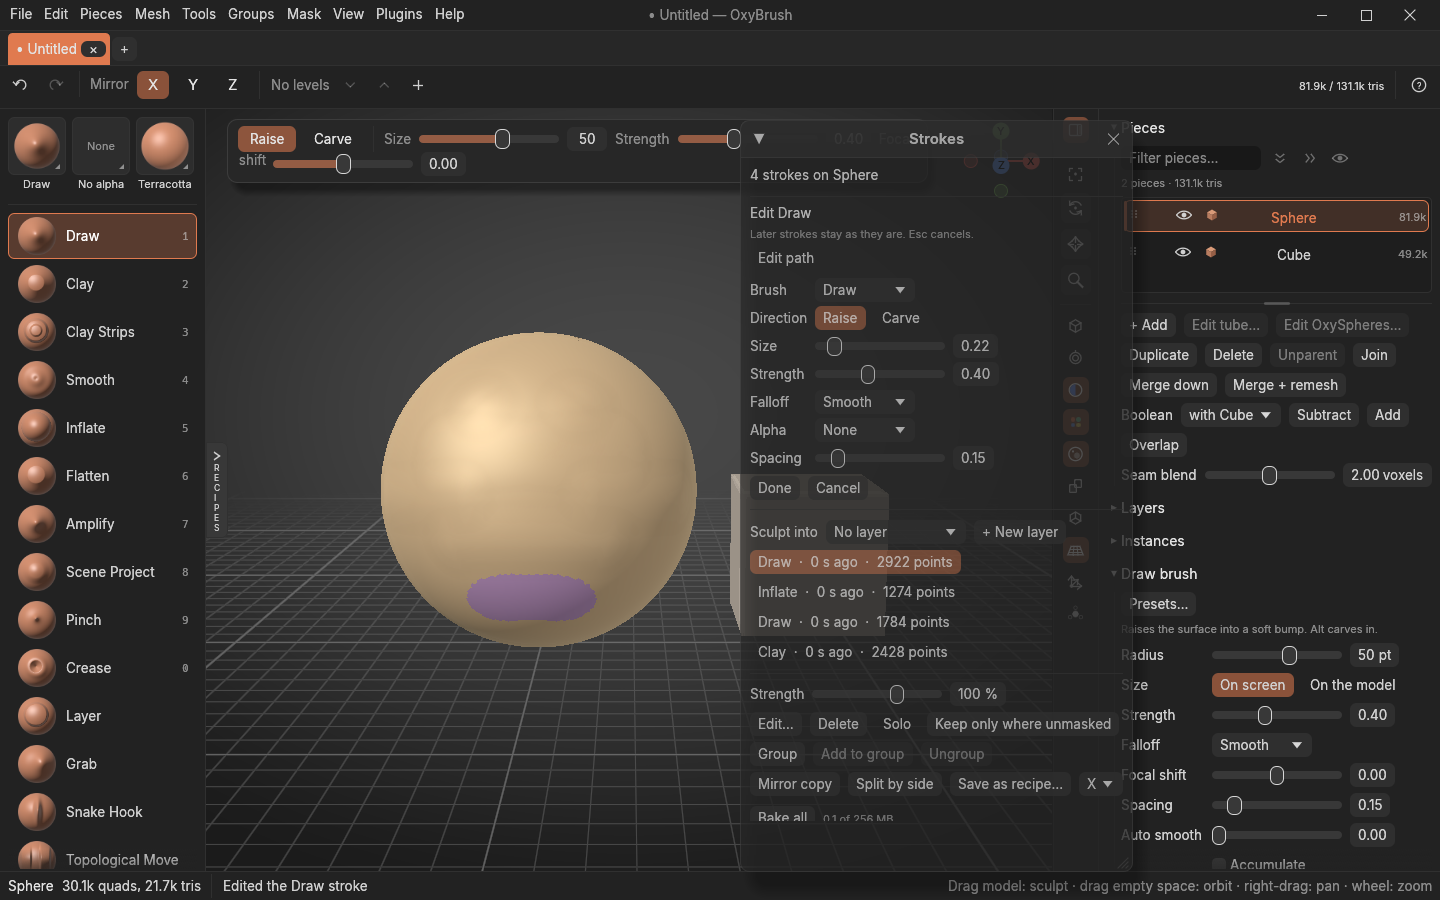 File Edit Pieces Mesh Tools Groups Mask View Plugins Help
• Untitled — OxyBrush
• Untitled × +
Mirror X Y Z No levels +
81.9k / 131.1k tris
None
Draw No alpha Terracotta
Draw 1
Clay 2
Clay Strips 3
Smooth 4
Inflate 5
Flatten 6
Amplify 7
Scene Project 8
Pinch 9
Crease 0
Layer
Grab
Snake Hook
Topological Move
Raise Carve Size 50 Strength 0.40
shift 0.00
RECIPES
Y
Z X
Strokes
4 strokes on Sphere
Edit Draw
Later strokes stay as they are. Esc cancels.
Edit path
Brush Draw
Direction Raise Carve
Size 0.22
Strength 0.40
Falloff Smooth
Alpha None
Spacing 0.15
Done Cancel
Sculpt into No layer + New layer
Draw · 0 s ago · 2922 points
Inflate · 0 s ago · 1274 points
Draw · 0 s ago · 1784 points
Clay · 0 s ago · 2428 points
Strength 100 %
Edit... Delete Solo Keep only where unmasked
Group Add to group Ungroup
Mirror copy Split by side Save as recipe... X
Bake all 0.1 of 256 MB
Pieces
Filter pieces...
2 pieces · 131.1k tris
Sphere 81.9k
Cube 49.2k
+ Add Edit tube... Edit OxySpheres...
Duplicate Delete Unparent Join
Merge down Merge + remesh
Boolean with Cube Subtract Add
Overlap
Seam blend 2.00 voxels
Layers
Instances
Draw brush
Presets...
Raises the surface into a soft bump. Alt carves in.
Radius 50 pt
Size On screen On the model
Strength 0.40
Falloff Smooth
Focal shift 0.00
Spacing 0.15
Auto smooth 0.00
Accumulate
Sphere 30.1k quads, 21.7k tris Edited the Draw stroke
Drag model: sculpt · drag empty space: orbit · right-drag: pan · wheel: zoom